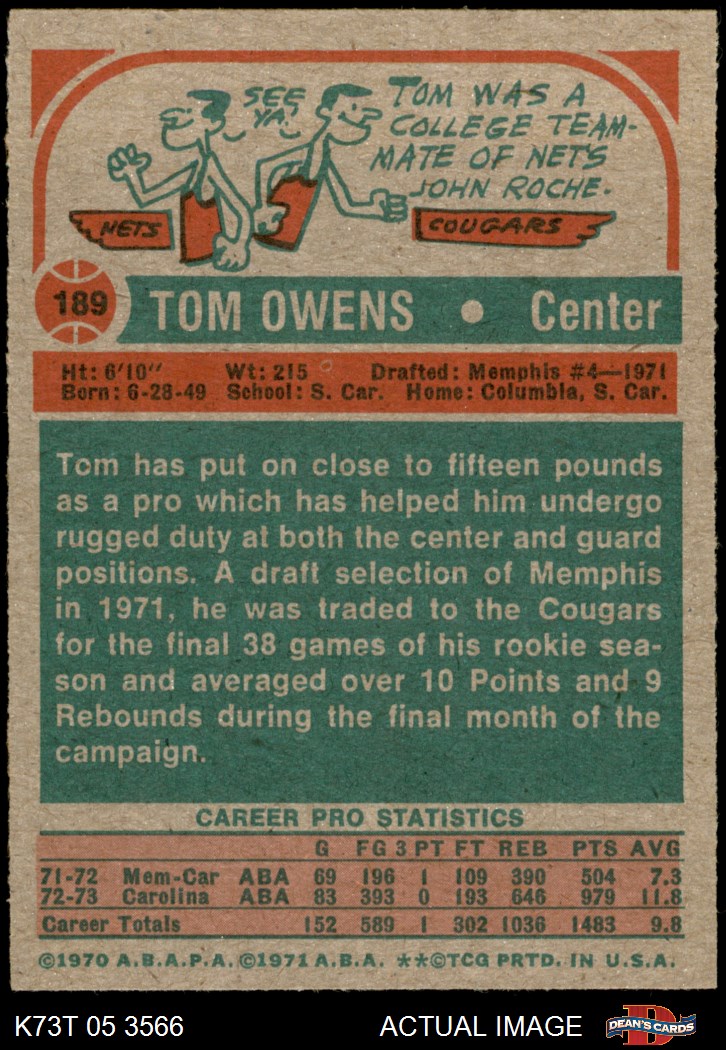 SEE
YA!
TOM WAS A
COLLEGE TEAM-
MATE OF NETS
JOHN ROCHE.
NETS
COUGARS
189
TOM OWENS • Center
Ht: 6'10" Wt: 215 Drafted: Memphis #4—1971
Born: 6-28-49 School: S. Car. Home: Columbia, S. Car.
Tom has put on close to fifteen pounds
as a pro which has helped him undergo
rugged duty at both the center and guard
positions. A draft selection of Memphis
in 1971, he was traded to the Cougars
for the final 38 games of his rookie sea-
son and averaged over 10 Points and 9
Rebounds during the final month of the
campaign.
CAREER PRO STATISTICS
G FG 3 PT FT REB PTS AVG
71-72 Mem-Car ABA 69 196 1 109 390 504 7.3
72-73 Carolina ABA 83 393 0 193 646 979 11.8
Career Totals 152 589 1 302 1036 1483 9.8
©1970 A.B.A.P.A. ©1971 A.B.A. **©TCG PRTD. IN U.S.A.
K73T 05 3566 ACTUAL IMAGE
D
DEAN'S CARDS